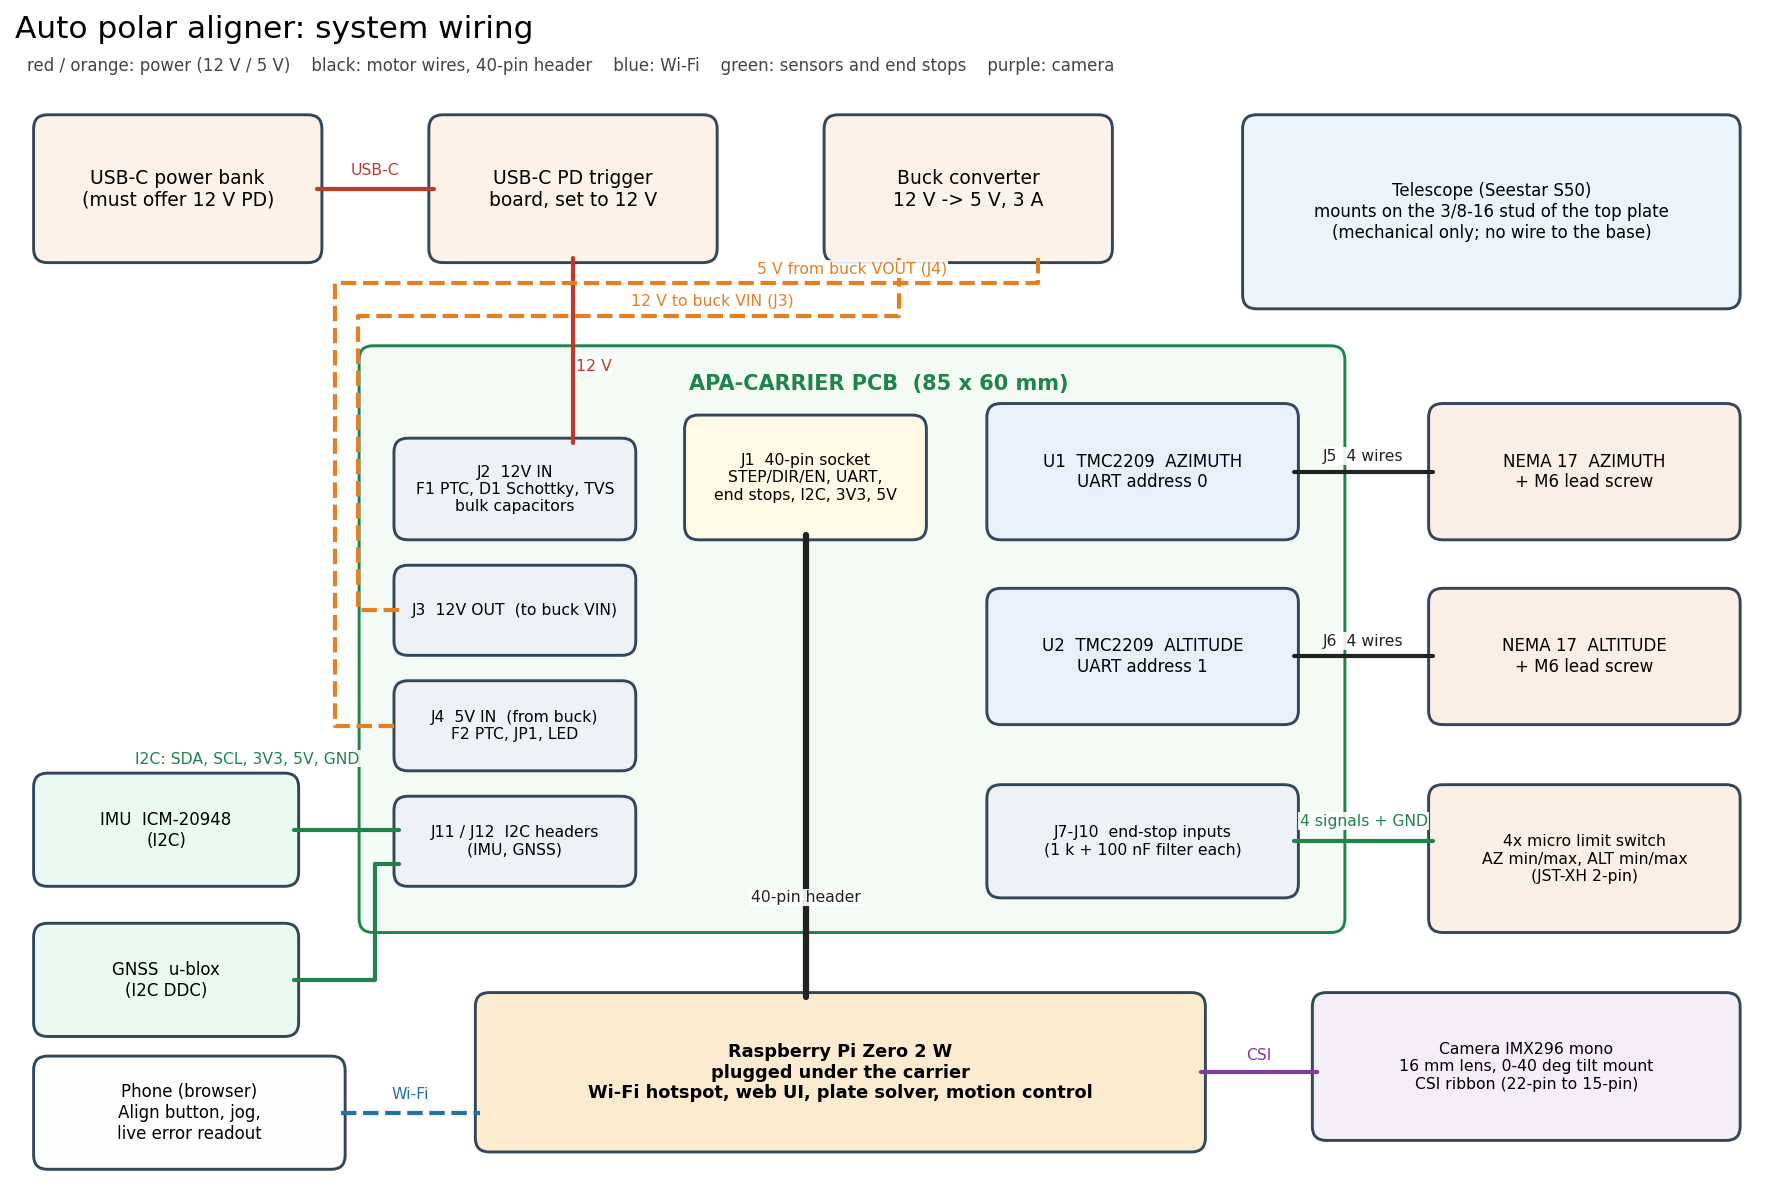 Auto polar aligner: system wiring
red / orange: power (12 V / 5 V)    black: motor wires, 40-pin header    blue: Wi-Fi    green: sensors and end stops    purple: camera
USB-C power bank
(must offer 12 V PD)
USB-C
USB-C PD trigger
board, set to 12 V
Buck converter
12 V -> 5 V, 3 A
Telescope (Seestar S50)
mounts on the 3/8-16 stud of the top plate
(mechanical only; no wire to the base)
5 V from buck VOUT (J4)
12 V to buck VIN (J3)
12 V
APA-CARRIER PCB  (85 x 60 mm)
J2  12V IN
F1 PTC, D1 Schottky, TVS
bulk capacitors
J1  40-pin socket
STEP/DIR/EN, UART,
end stops, I2C, 3V3, 5V
U1  TMC2209  AZIMUTH
UART address 0
J5  4 wires
NEMA 17  AZIMUTH
+ M6 lead screw
J3  12V OUT  (to buck VIN)
U2  TMC2209  ALTITUDE
UART address 1
J6  4 wires
NEMA 17  ALTITUDE
+ M6 lead screw
J4  5V IN  (from buck)
F2 PTC, JP1, LED
I2C: SDA, SCL, 3V3, 5V, GND
IMU  ICM-20948
(I2C)
J11 / J12  I2C headers
(IMU, GNSS)
J7-J10  end-stop inputs
(1 k + 100 nF filter each)
4 signals + GND
4x micro limit switch
AZ min/max, ALT min/max
(JST-XH 2-pin)
40-pin header
GNSS  u-blox
(I2C DDC)
Raspberry Pi Zero 2 W
plugged under the carrier
Wi-Fi hotspot, web UI, plate solver, motion control
CSI
Camera IMX296 mono
16 mm lens, 0-40 deg tilt mount
CSI ribbon (22-pin to 15-pin)
Phone (browser)
Align button, jog,
live error readout
Wi-Fi